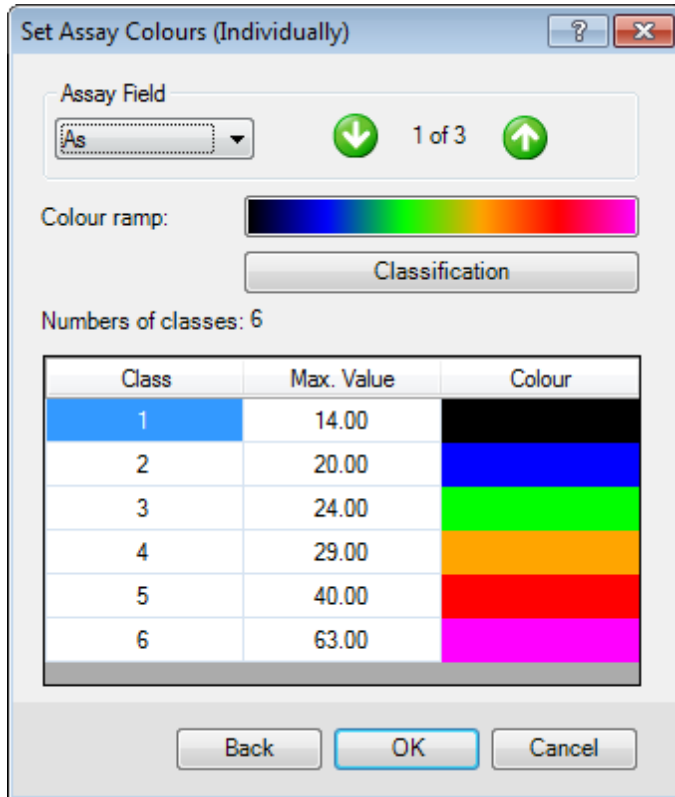 Set Assay Colours (Individually)
?
Assay Field
As 1 of 3
Colour ramp:
Classification
Numbers of classes: 6
Class Max. Value Colour
1 14.00
2 20.00
3 24.00
4 29.00
5 40.00
6 63.00
Back OK Cancel